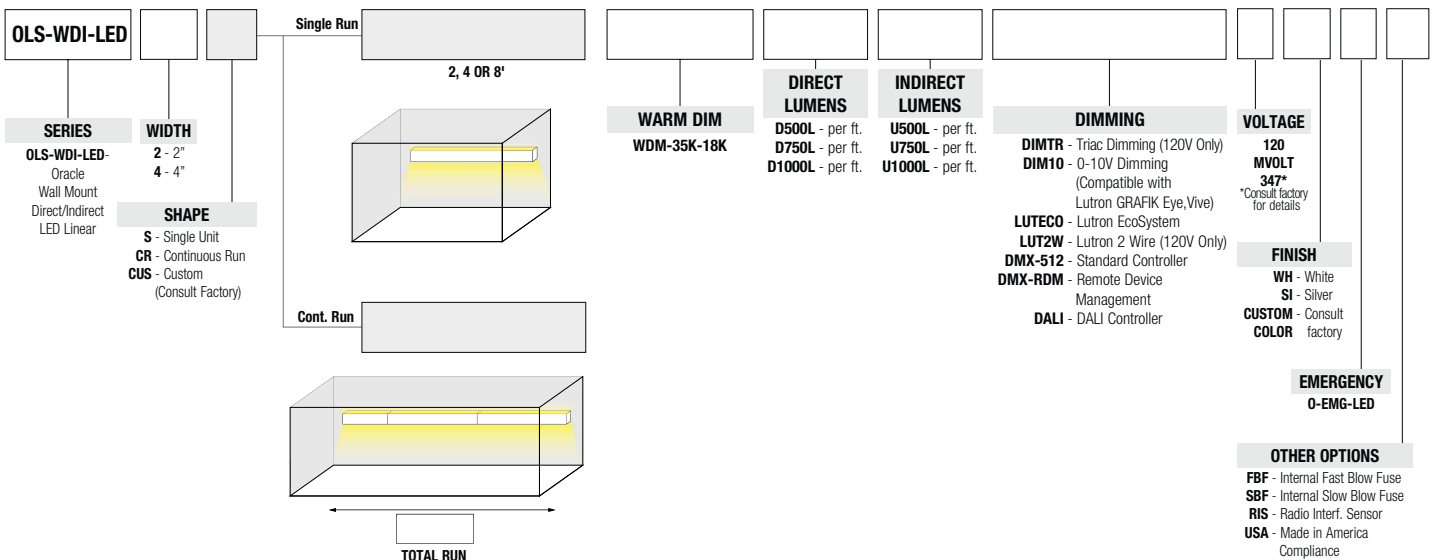 OLS-WDI-LED
Single Run
2, 4 OR 8'
SERIES
OLS-WDI-LED-
Oracle
Wall Mount
Direct/Indirect
LED Linear
WIDTH
2 - 2"
4 - 4"
SHAPE
S - Single Unit
CR - Continuous Run
CUS - Custom
(Consult Factory)
Cont. Run
TOTAL RUN
WARM DIM
WDM-35K-18K
DIRECT
LUMENS
D500L - per ft.
D750L - per ft.
D1000L - per ft.
INDIRECT
LUMENS
U500L - per ft.
U750L - per ft.
U1000L - per ft.
DIMMING
DIMTR - Triac Dimming (120V Only)
DIM10 - 0-10V Dimming
(Compatible with
Lutron GRAFIK Eye,Vive)
LUTECO - Lutron EcoSystem
LUT2W - Lutron 2 Wire (120V Only)
DMX-512 - Standard Controller
DMX-RDM - Remote Device
Management
DALI - DALI Controller
VOLTAGE
120
MVOLT
347*
*Consult factory
for details
FINISH
WH - White
SI - Silver
CUSTOM - Consult
COLOR factory
EMERGENCY
O-EMG-LED
OTHER OPTIONS
FBF - Internal Fast Blow Fuse
SBF - Internal Slow Blow Fuse
RIS - Radio Interf. Sensor
USA - Made in America
Compliance